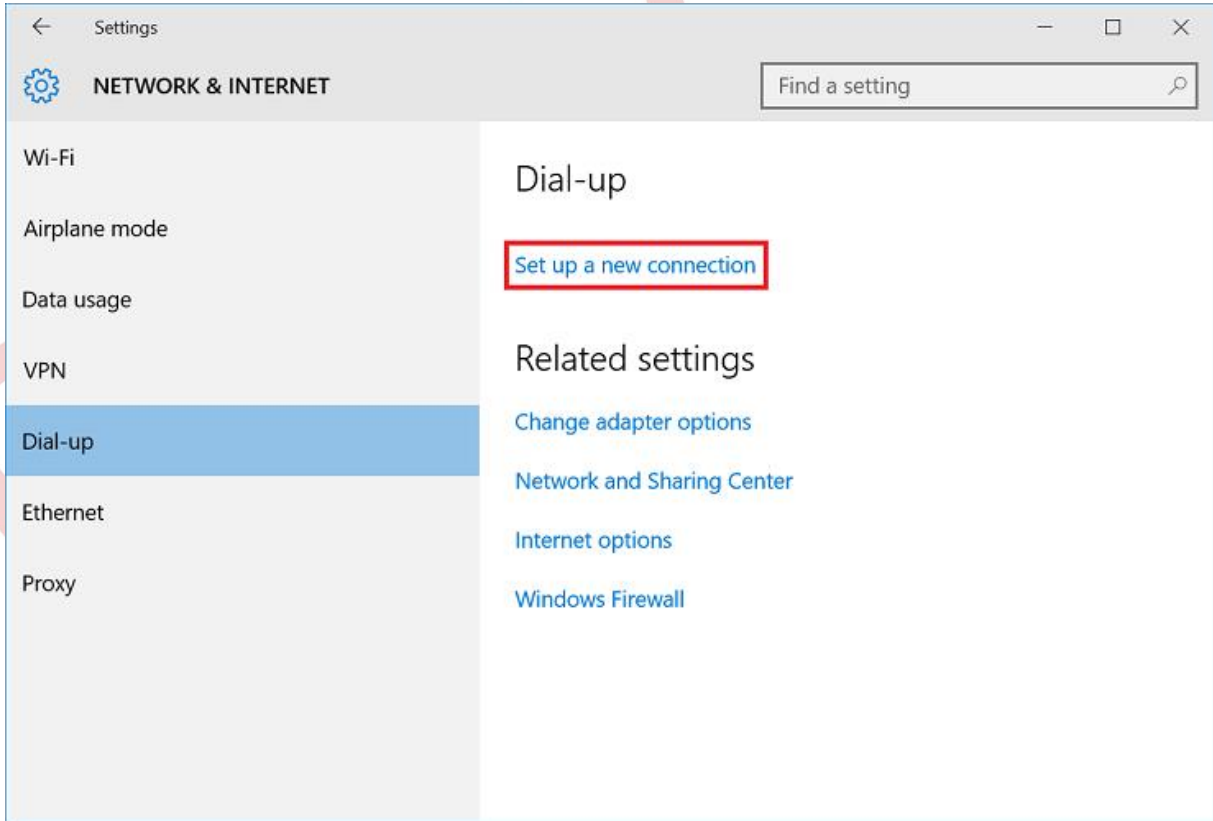 Settings
NETWORK & INTERNET
Find a setting
Wi-Fi
Airplane mode
Data usage
VPN
Dial-up
Ethernet
Proxy
Dial-up
Set up a new connection
Related settings
Change adapter options
Network and Sharing Center
Internet options
Windows Firewall